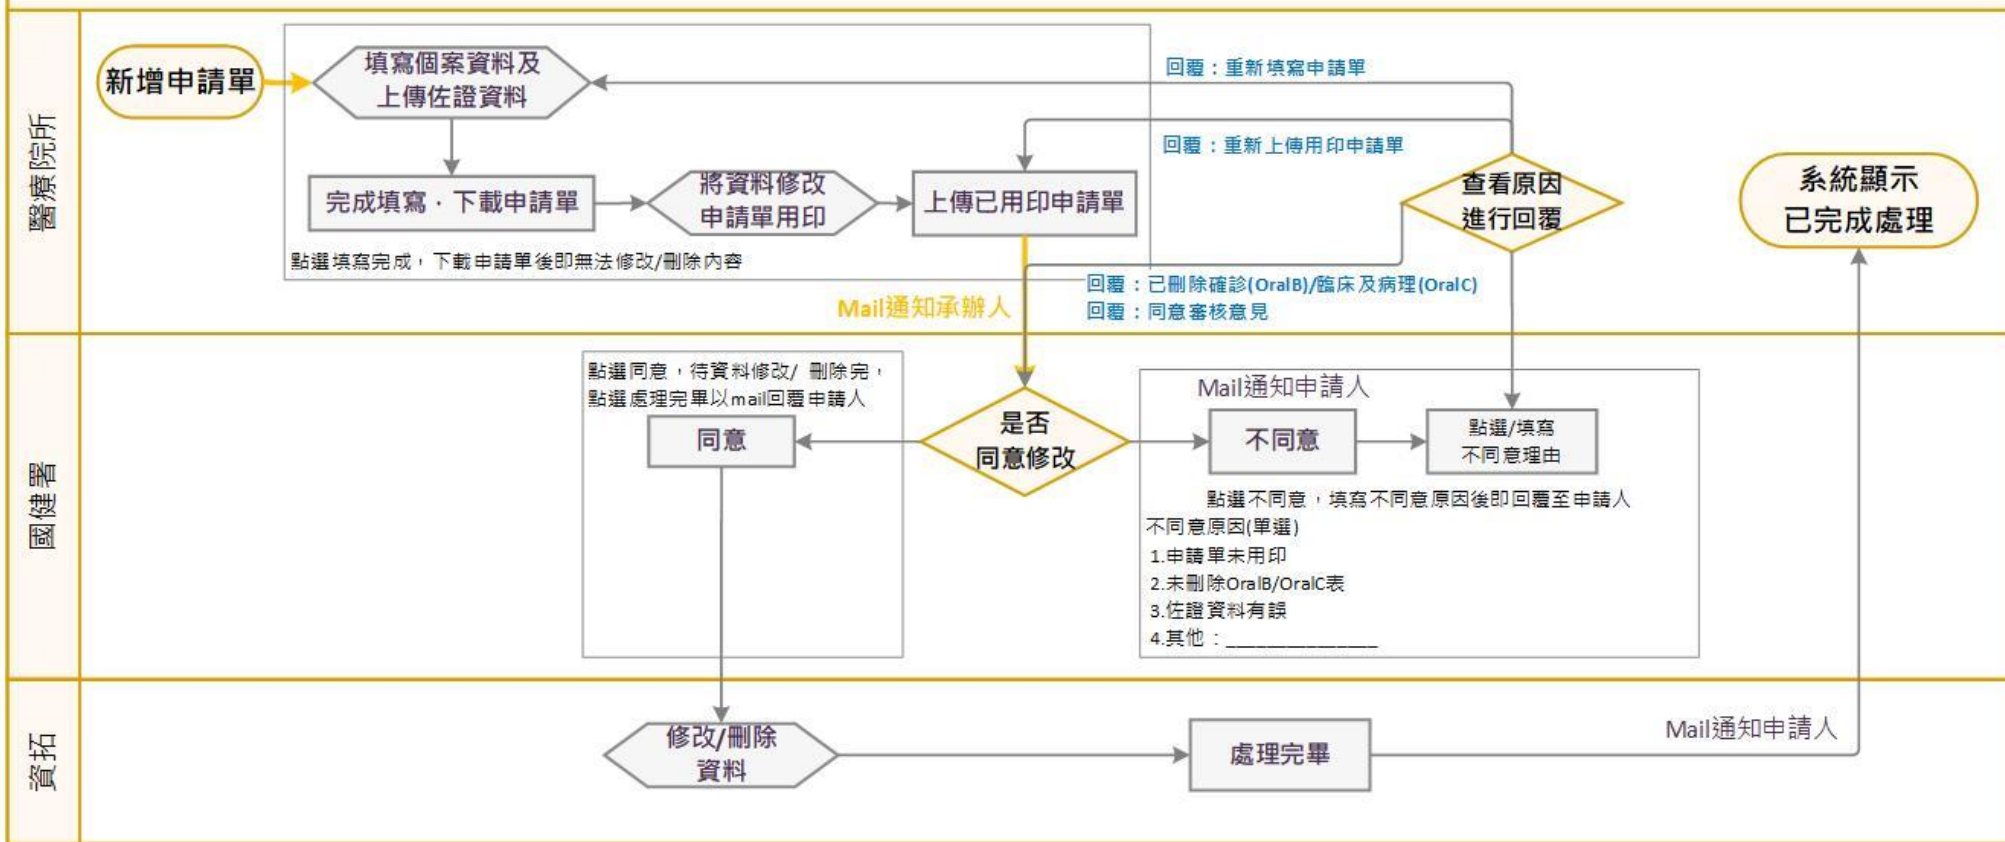 醫療院所
新增申請單
填寫個案資料及
上傳佐證資料
完成填寫，下載申請單
將資料修改
申請單用印
上傳已用印申請單
點選填寫完成，下載申請單後即無法修改/刪除內容
回覆：重新填寫申請單
回覆：重新上傳用印申請單
查看原因
進行回覆
系統顯示
已完成處理
回覆：已刪除確診(OralB)/臨床及病理(OralC)
回覆：同意審核意見
Mail通知承辦人
國健署
點選同意，待資料修改/ 刪除完，
點選處理完畢以mail回覆申請人
同意
是否
同意修改
Mail通知申請人
不同意
點選/填寫
不同意理由
點選不同意，填寫不同意原因後即回覆至申請人
不同意原因(單選)
1.申請單未用印
2.未刪除OralB/OralC表
3.佐證資料有誤
4.其他：_______________
資拓
修改/刪除
資料
處理完畢
Mail通知申請人